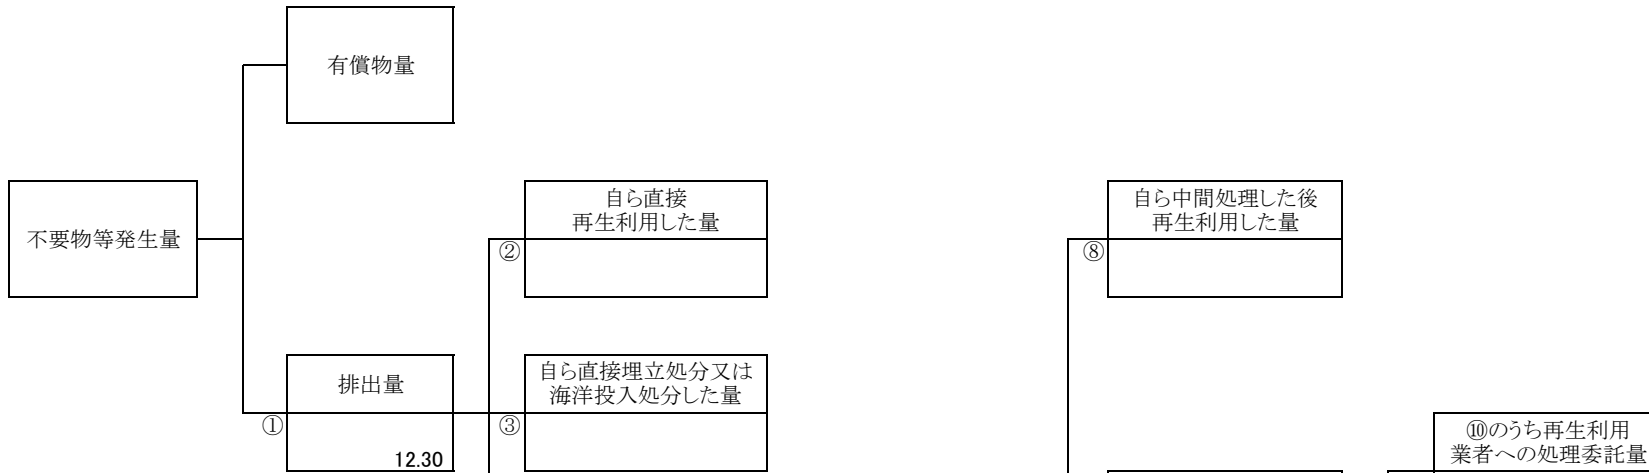 有償物量
不要物等発生量
自ら直接
再生利用した量
②
自ら中間処理した後
再生利用した量
⑧
排出量
①
12.30
自ら直接埋立処分又は
海洋投入処分した量
③
⑩のうち再生利用
業者への処理委託量